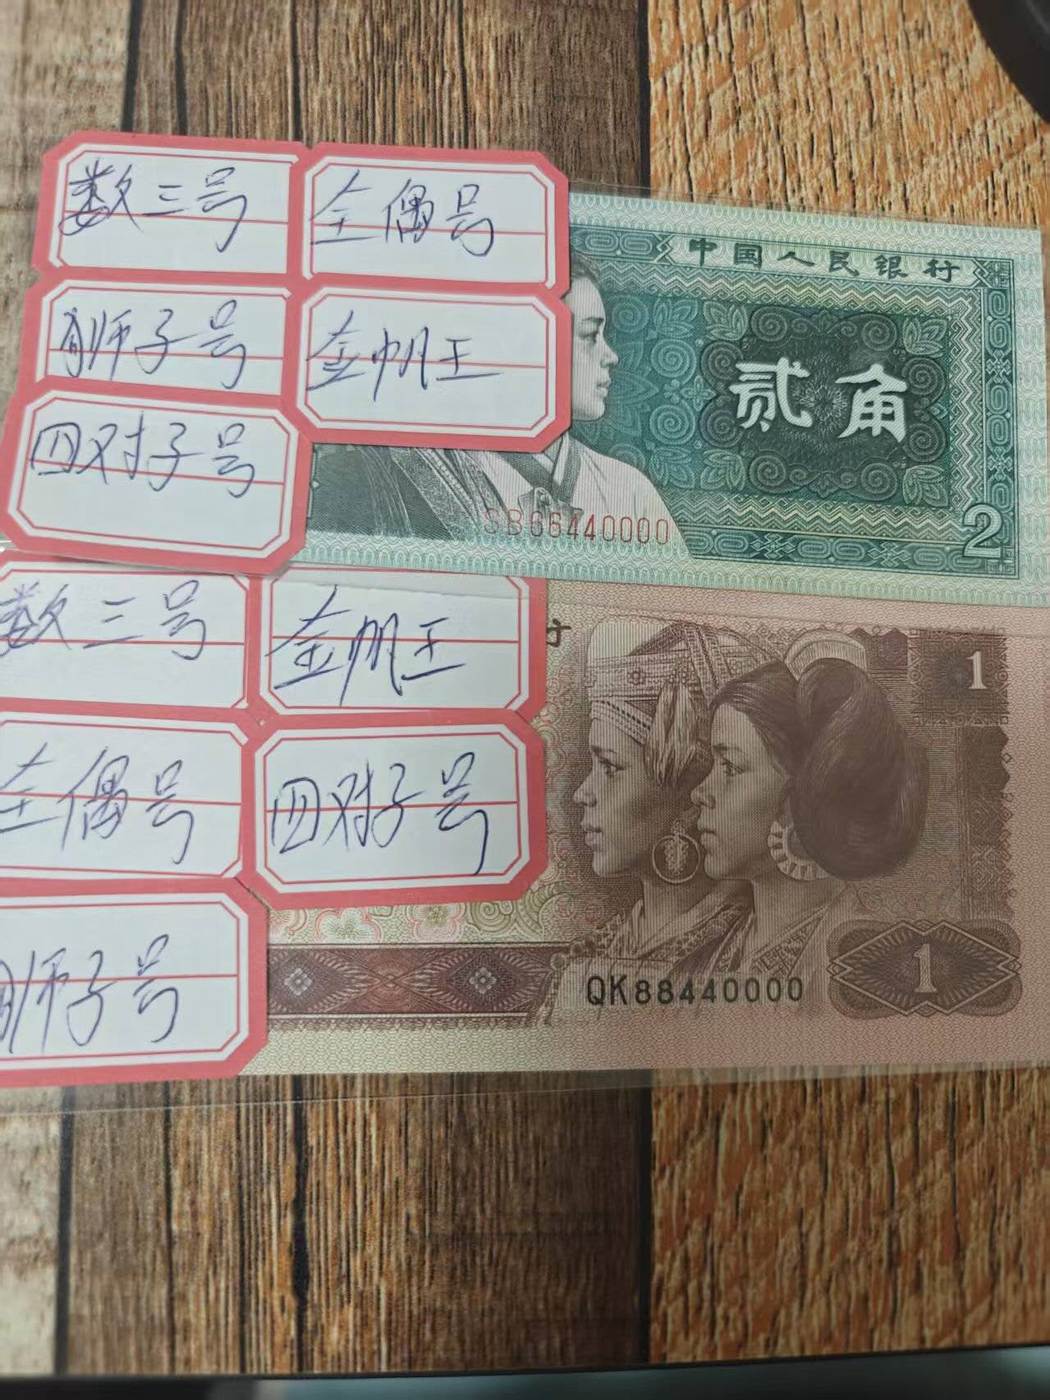 数三号
全偶号
狮子号
金帆王
四对子号
中国人民银行
贰角
SB66440000
2
数三号
金帆王
全偶号
四对子号
狮子号
1
QK88440000
1